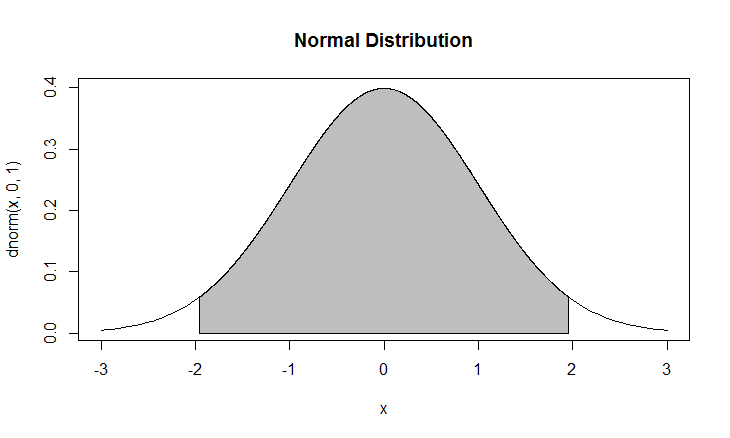 Normal Distribution
dnorm(x, 0, 1)
0.4
0.3
0.2
0.1
0.0
-3 -2 -1 0 1 2 3
x